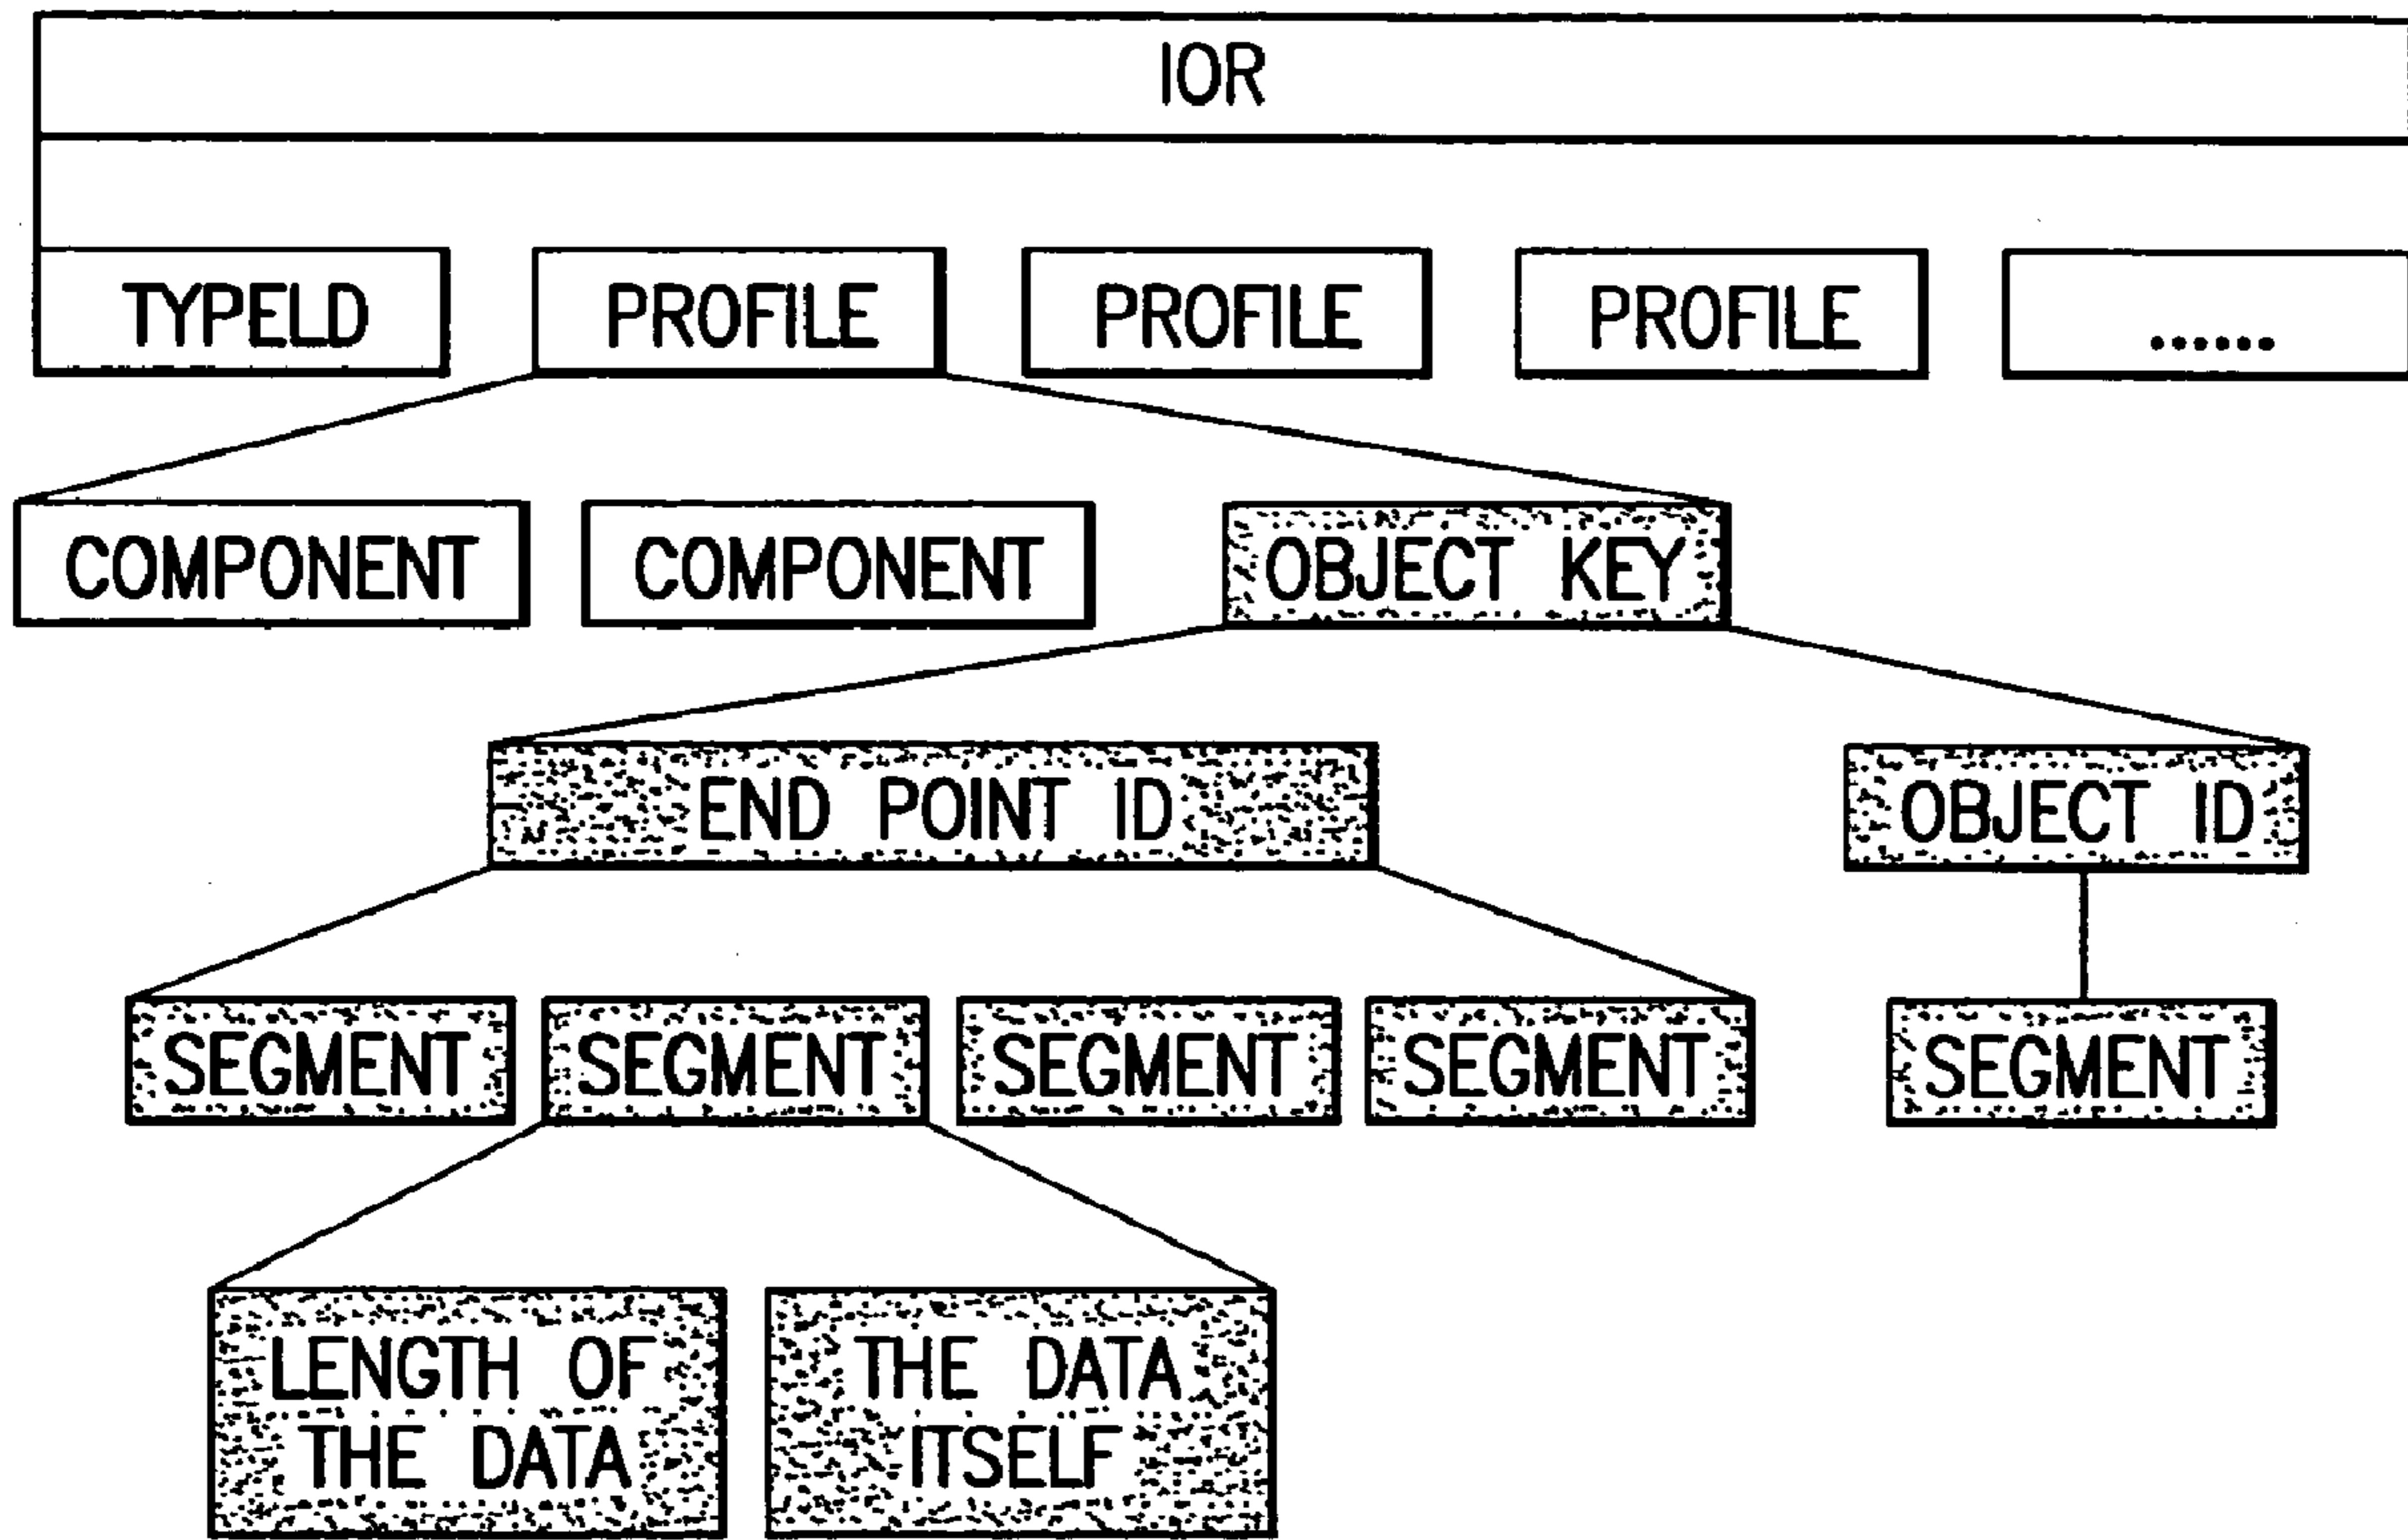 IOR
TYPELD PROFILE PROFILE PROFILE ......
COMPONENT COMPONENT OBJECT KEY
END POINT ID OBJECT ID
SEGMENT SEGMENT SEGMENT SEGMENT SEGMENT
LENGTH OF THE DATA
THE DATA ITSELF